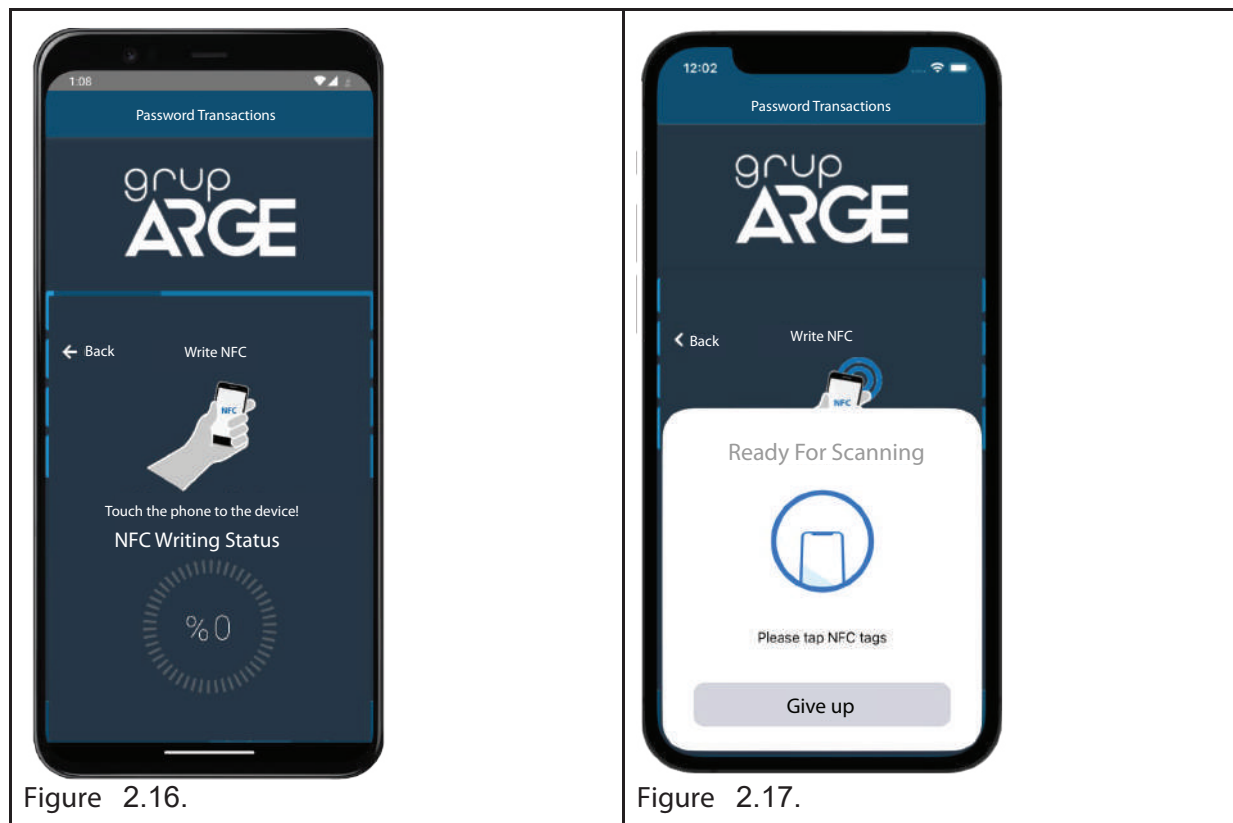 1:08
Password Transactions
grup
ARGE
Back
Write NFC
NFC
Touch the phone to the device!
NFC Writing Status
%0
Figure 2.16.
12:02
Password Transactions
grup
ARGE
Back
Write NFC
NFC
Ready For Scanning
Please tap NFC tags
Give up
Figure 2.17.